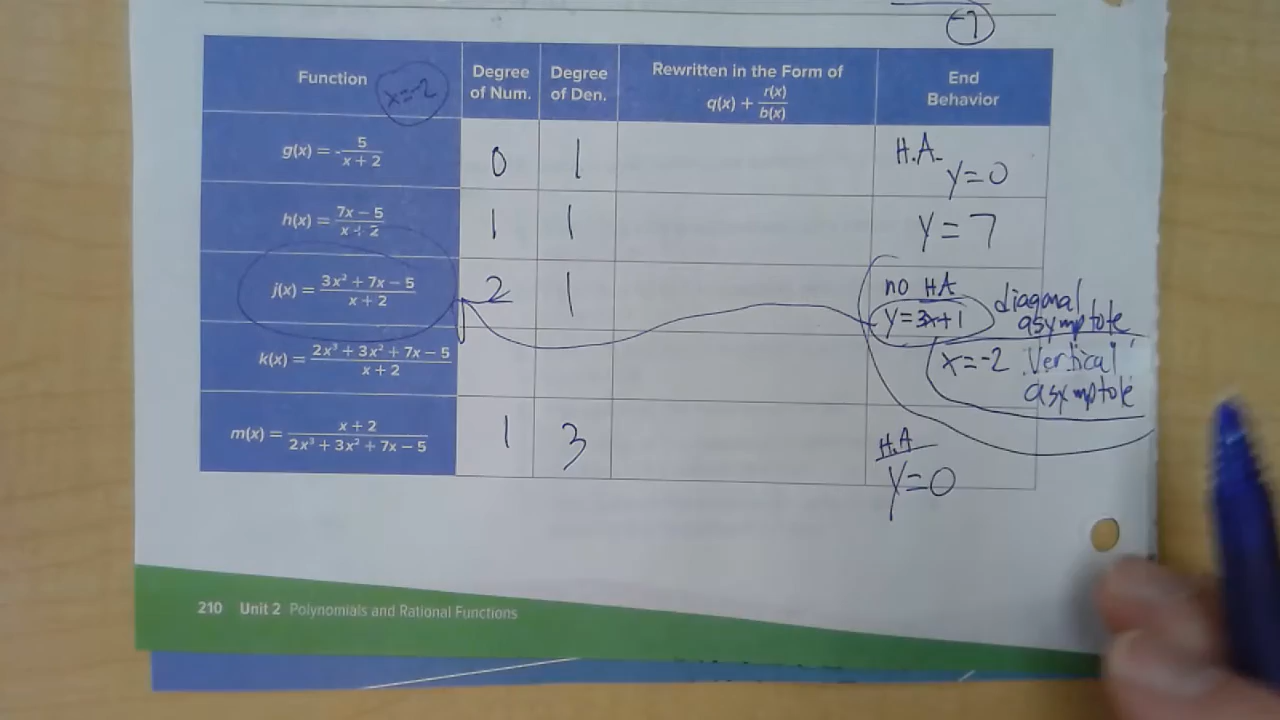 -7
Function x=-2 Degree of Num. Degree of Den. Rewritten in the Form of q(x) + r(x)/b(x) End Behavior
g(x) = -5/(x + 2) 0 1 H.A. y=0
h(x) = (7x – 5)/(x + 2) 1 1 y = 7
j(x) = (3x² + 7x – 5)/(x + 2) 2 1 no HA y=3x+1 diagonal asymptote
k(x) = (2x³ + 3x² + 7x – 5)/(x + 2) x=-2 Vertical asymptote
m(x) = (x + 2)/(2x³ + 3x² + 7x – 5) 1 3 H.A y=0
210 Unit 2 Polynomials and Rational Functions